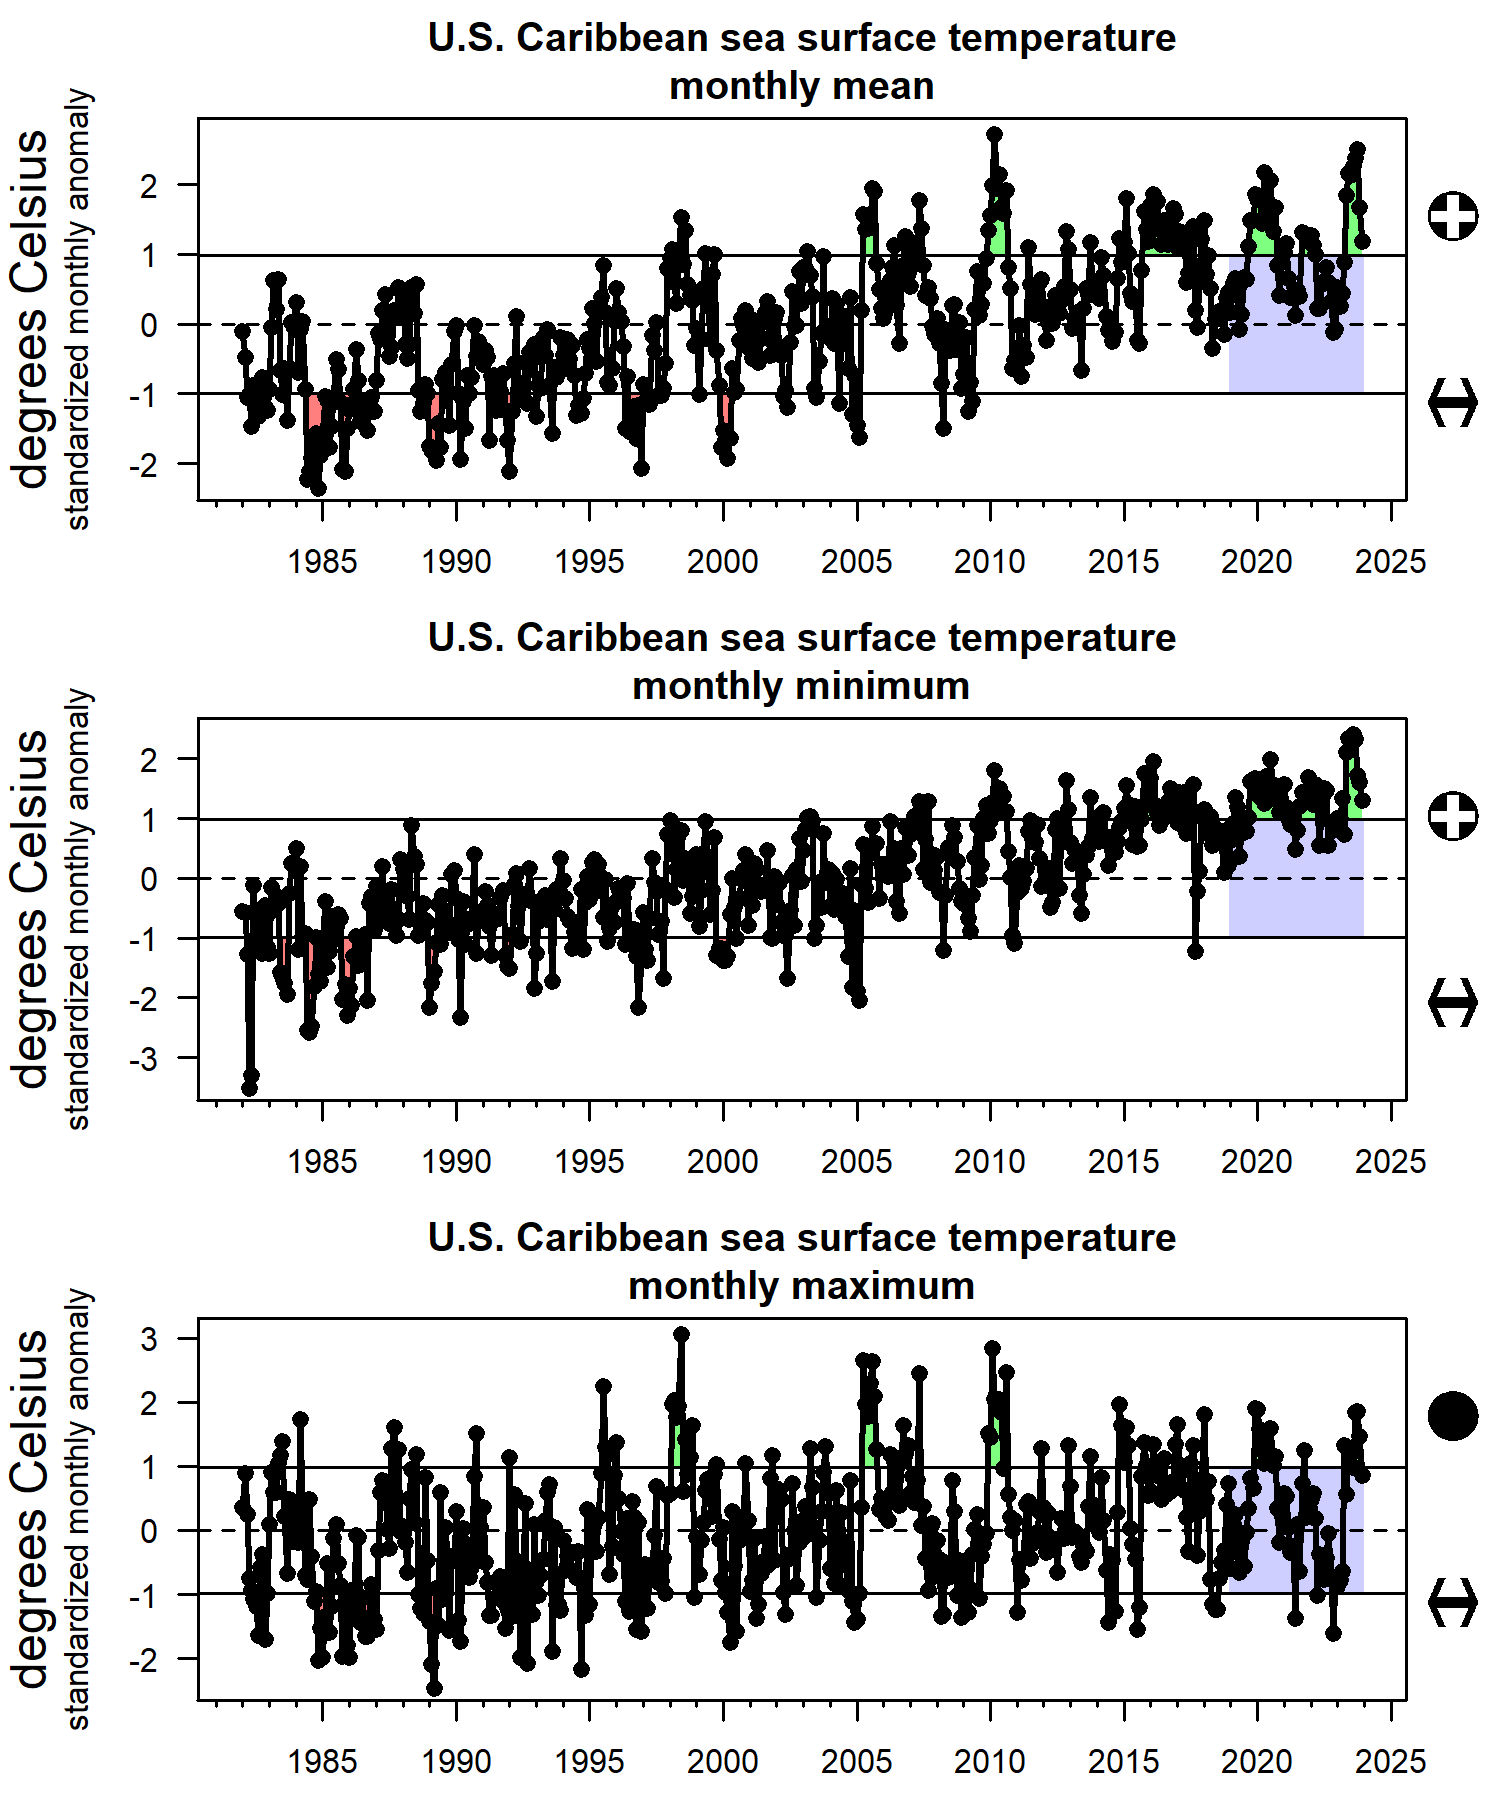 U.S. Caribbean sea surface temperature
monthly mean
degrees Celsius
standardized monthly anomaly
2
1
0
-1
-2
1985 1990 1995 2000 2005 2010 2015 2020 2025
U.S. Caribbean sea surface temperature
monthly minimum
degrees Celsius
standardized monthly anomaly
2
1
0
-1
-2
-3
1985 1990 1995 2000 2005 2010 2015 2020 2025
U.S. Caribbean sea surface temperature
monthly maximum
degrees Celsius
standardized monthly anomaly
3
2
1
0
-1
-2
1985 1990 1995 2000 2005 2010 2015 2020 2025